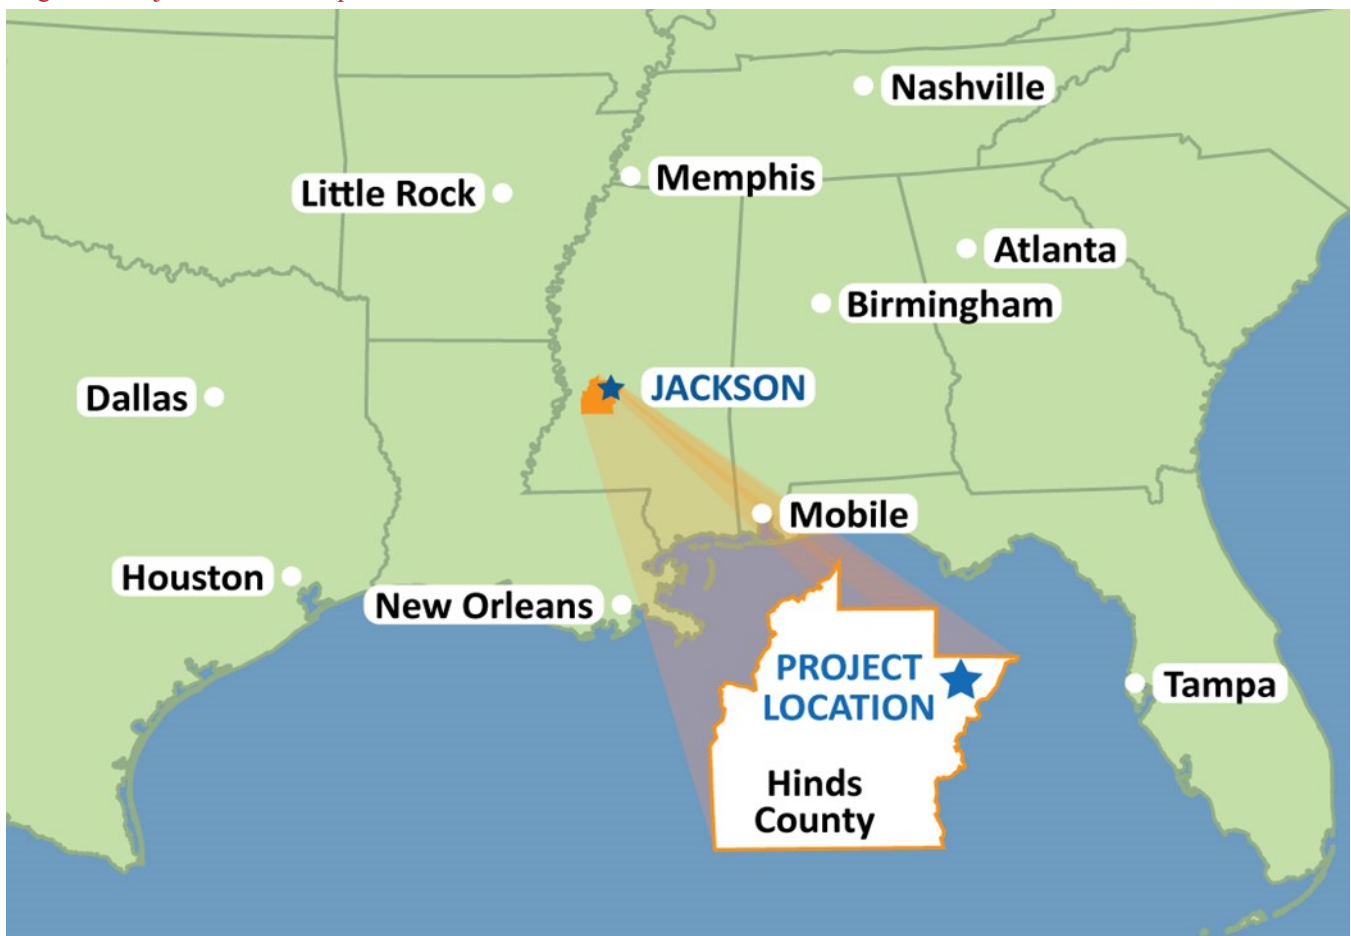 Nashville
Memphis
Little Rock
Atlanta
Birmingham
JACKSON
Dallas
Mobile
Houston
New Orleans
PROJECT
LOCATION
Tampa
Hinds
County